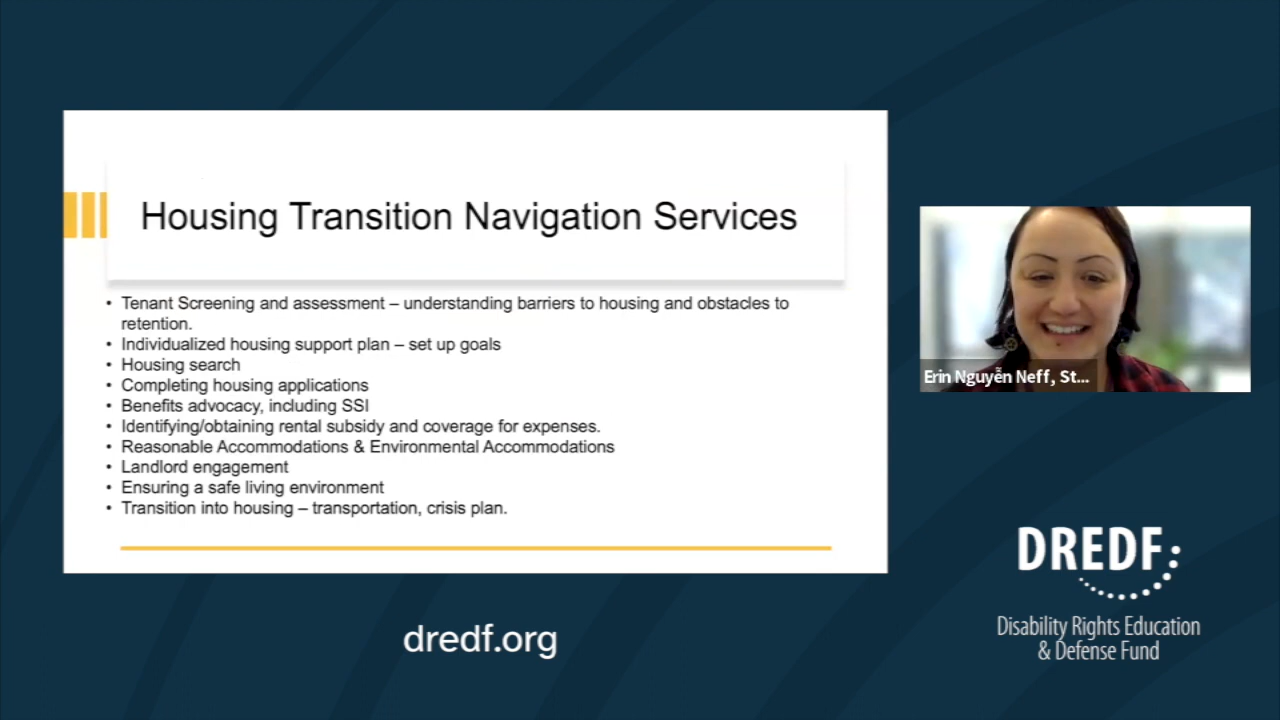 Housing Transition Navigation Services
• Tenant Screening and assessment – understanding barriers to housing and obstacles to
retention.
• Individualized housing support plan – set up goals
• Housing search
• Completing housing applications
• Benefits advocacy, including SSI
• Identifying/obtaining rental subsidy and coverage for expenses.
• Reasonable Accommodations & Environmental Accommodations
• Landlord engagement
• Ensuring a safe living environment
• Transition into housing – transportation, crisis plan.
Erin Nguyễn Neff, St...
dredf.org
DREDF
Disability Rights Education
& Defense Fund